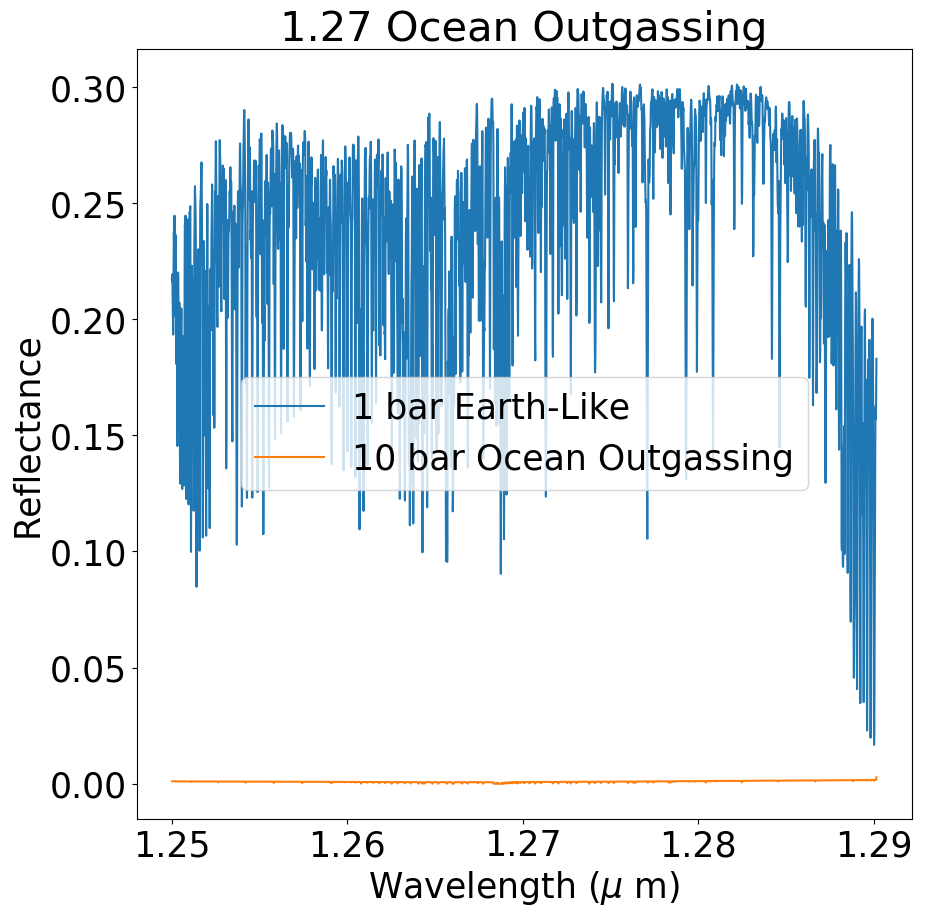 1.27 Ocean Outgassing
0.30
0.25
0.20
0.15
0.10
0.05
0.00
Reflectance
1 bar Earth-Like
10 bar Ocean Outgassing
1.25 1.26 1.27 1.28 1.29
Wavelength (μ m)